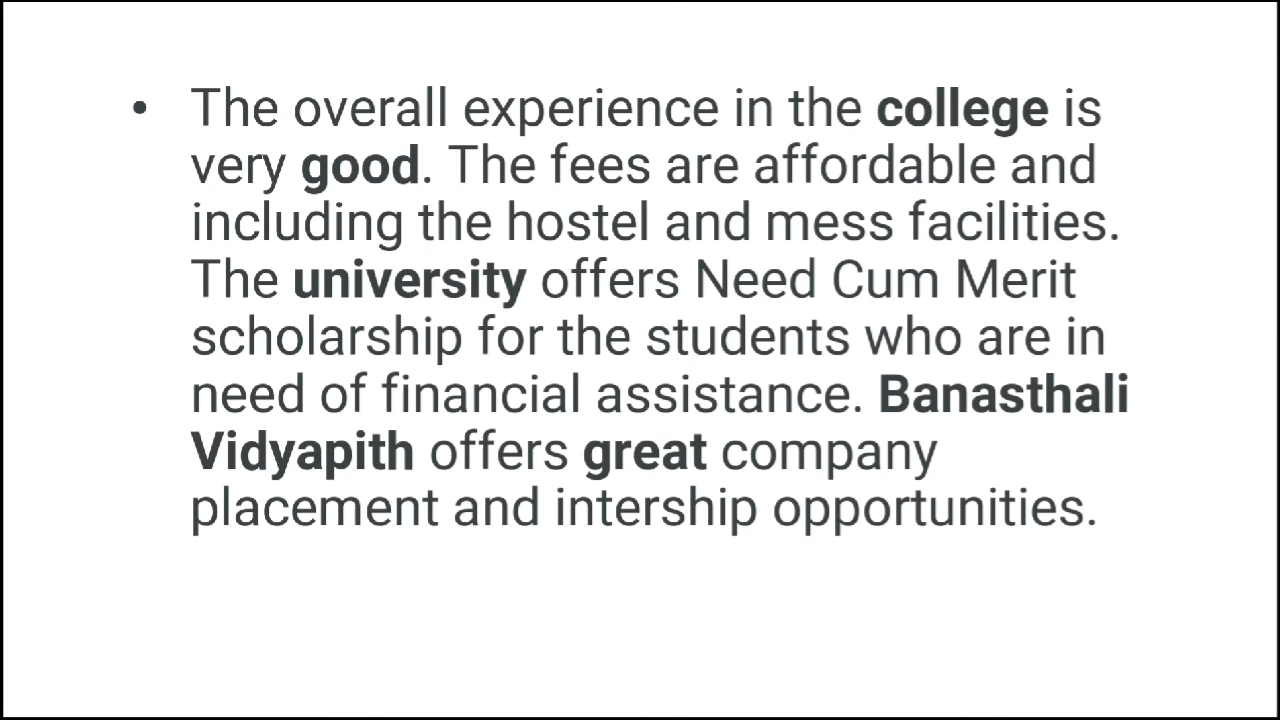 • The overall experience in the college is
very good. The fees are affordable and
including the hostel and mess facilities.
The university offers Need Cum Merit
scholarship for the students who are in
need of financial assistance. Banasthali
Vidyapith offers great company
placement and intership opportunities.